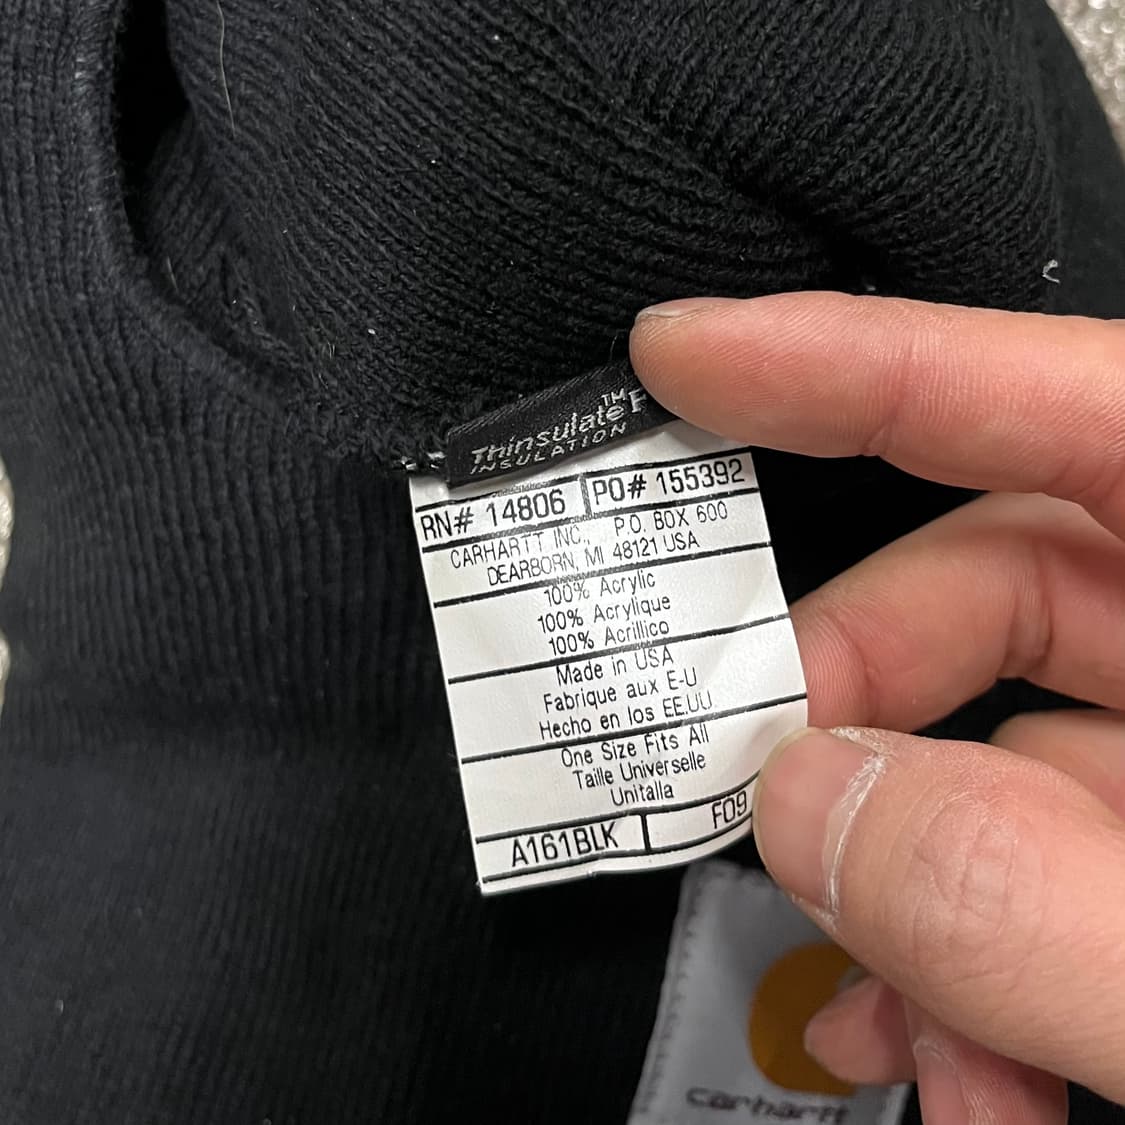 Thinsulate™ F
INSULATION
RN# 14806 PO# 155392
CARHARTT INC., P.O. BOX 600
DEARBORN, MI 48121 USA
100% Acrylic
100% Acrylique
100% Acrillico
Made in USA
Fabrique aux E-U
Hecho en los EE.UU.
One Size Fits All
Taille Universelle
Unitalla
A161BLK F09
carhartt